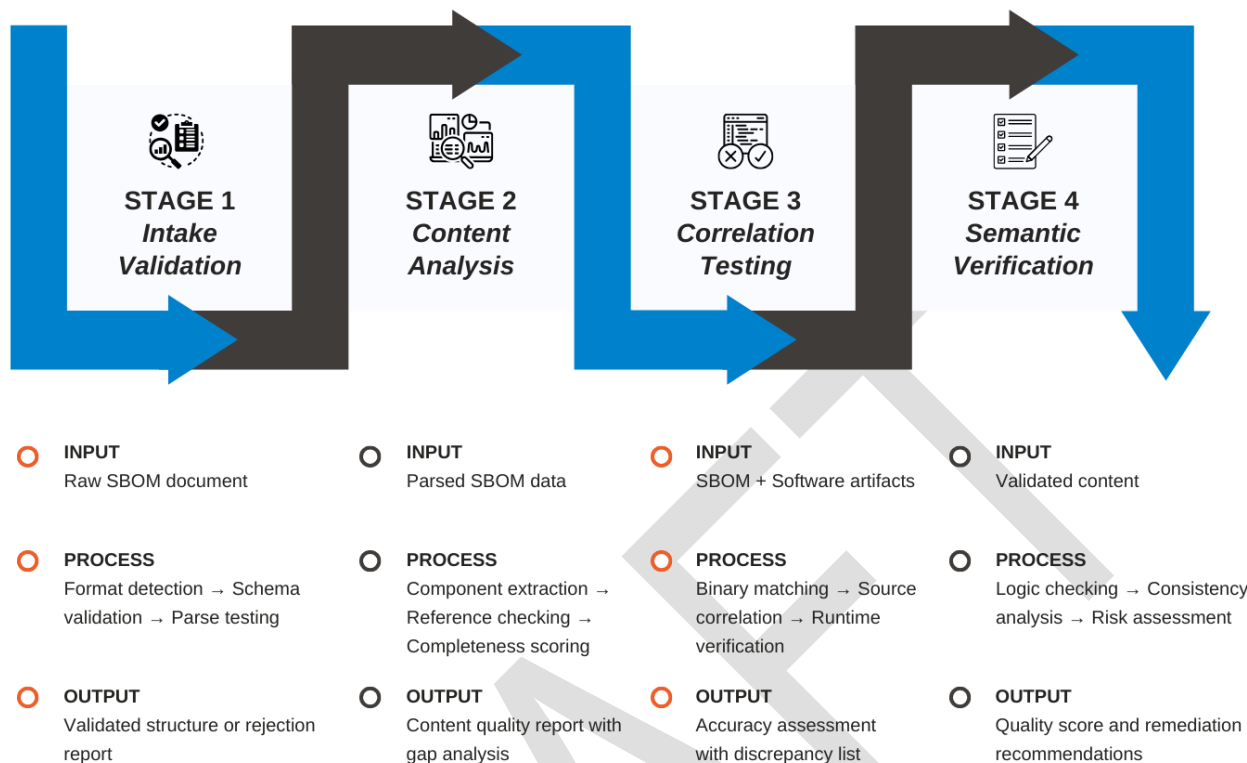 STAGE 1
Intake
Validation
STAGE 2
Content
Analysis
STAGE 3
Correlation
Testing
STAGE 4
Semantic
Verification
INPUT
Raw SBOM document
PROCESS
Format detection → Schema
validation → Parse testing
OUTPUT
Validated structure or rejection
report
INPUT
Parsed SBOM data
PROCESS
Component extraction →
Reference checking →
Completeness scoring
OUTPUT
Content quality report with
gap analysis
INPUT
SBOM + Software artifacts
PROCESS
Binary matching → Source
correlation → Runtime
verification
OUTPUT
Accuracy assessment
with discrepancy list
INPUT
Validated content
PROCESS
Logic checking → Consistency
analysis → Risk assessment
OUTPUT
Quality score and remediation
recommendations